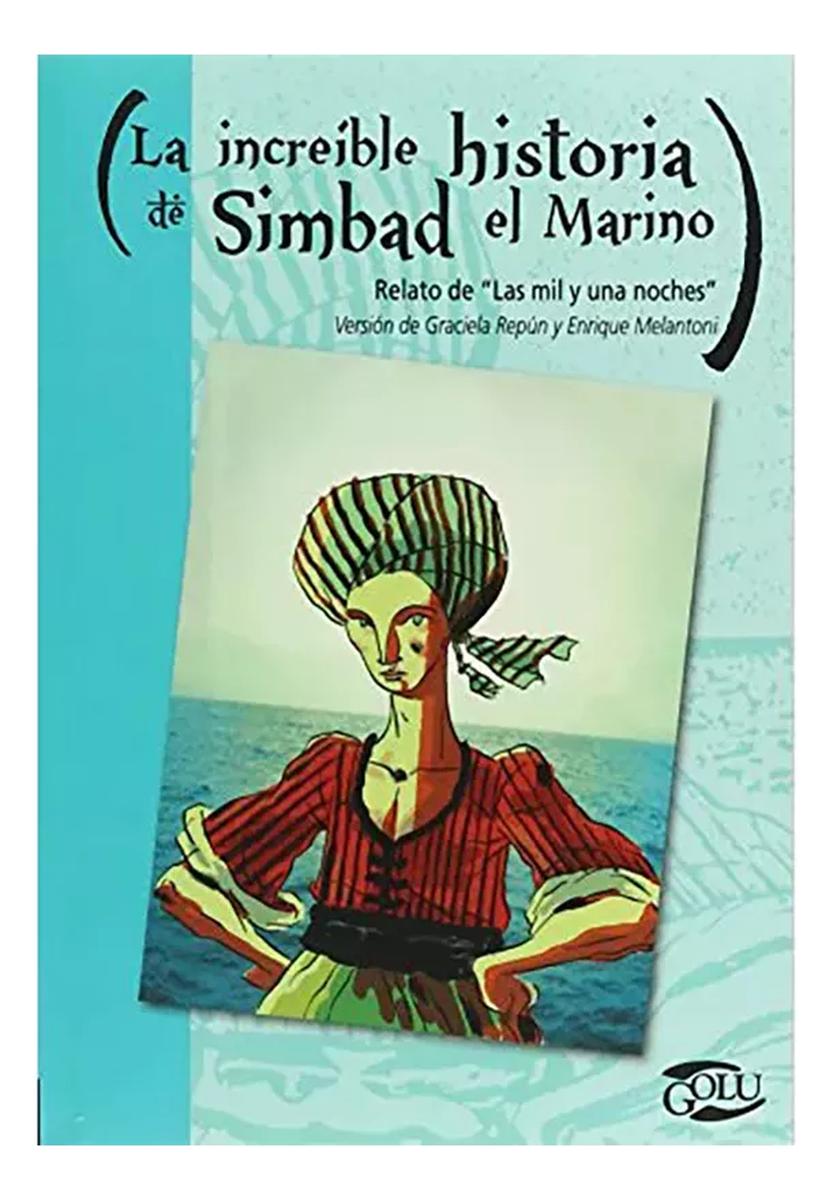 La increíble historia
de Simbad el Marino
Relato de "Las mil y una noches"
Versión de Graciela Repún y Enrique Melantoni
GOLU